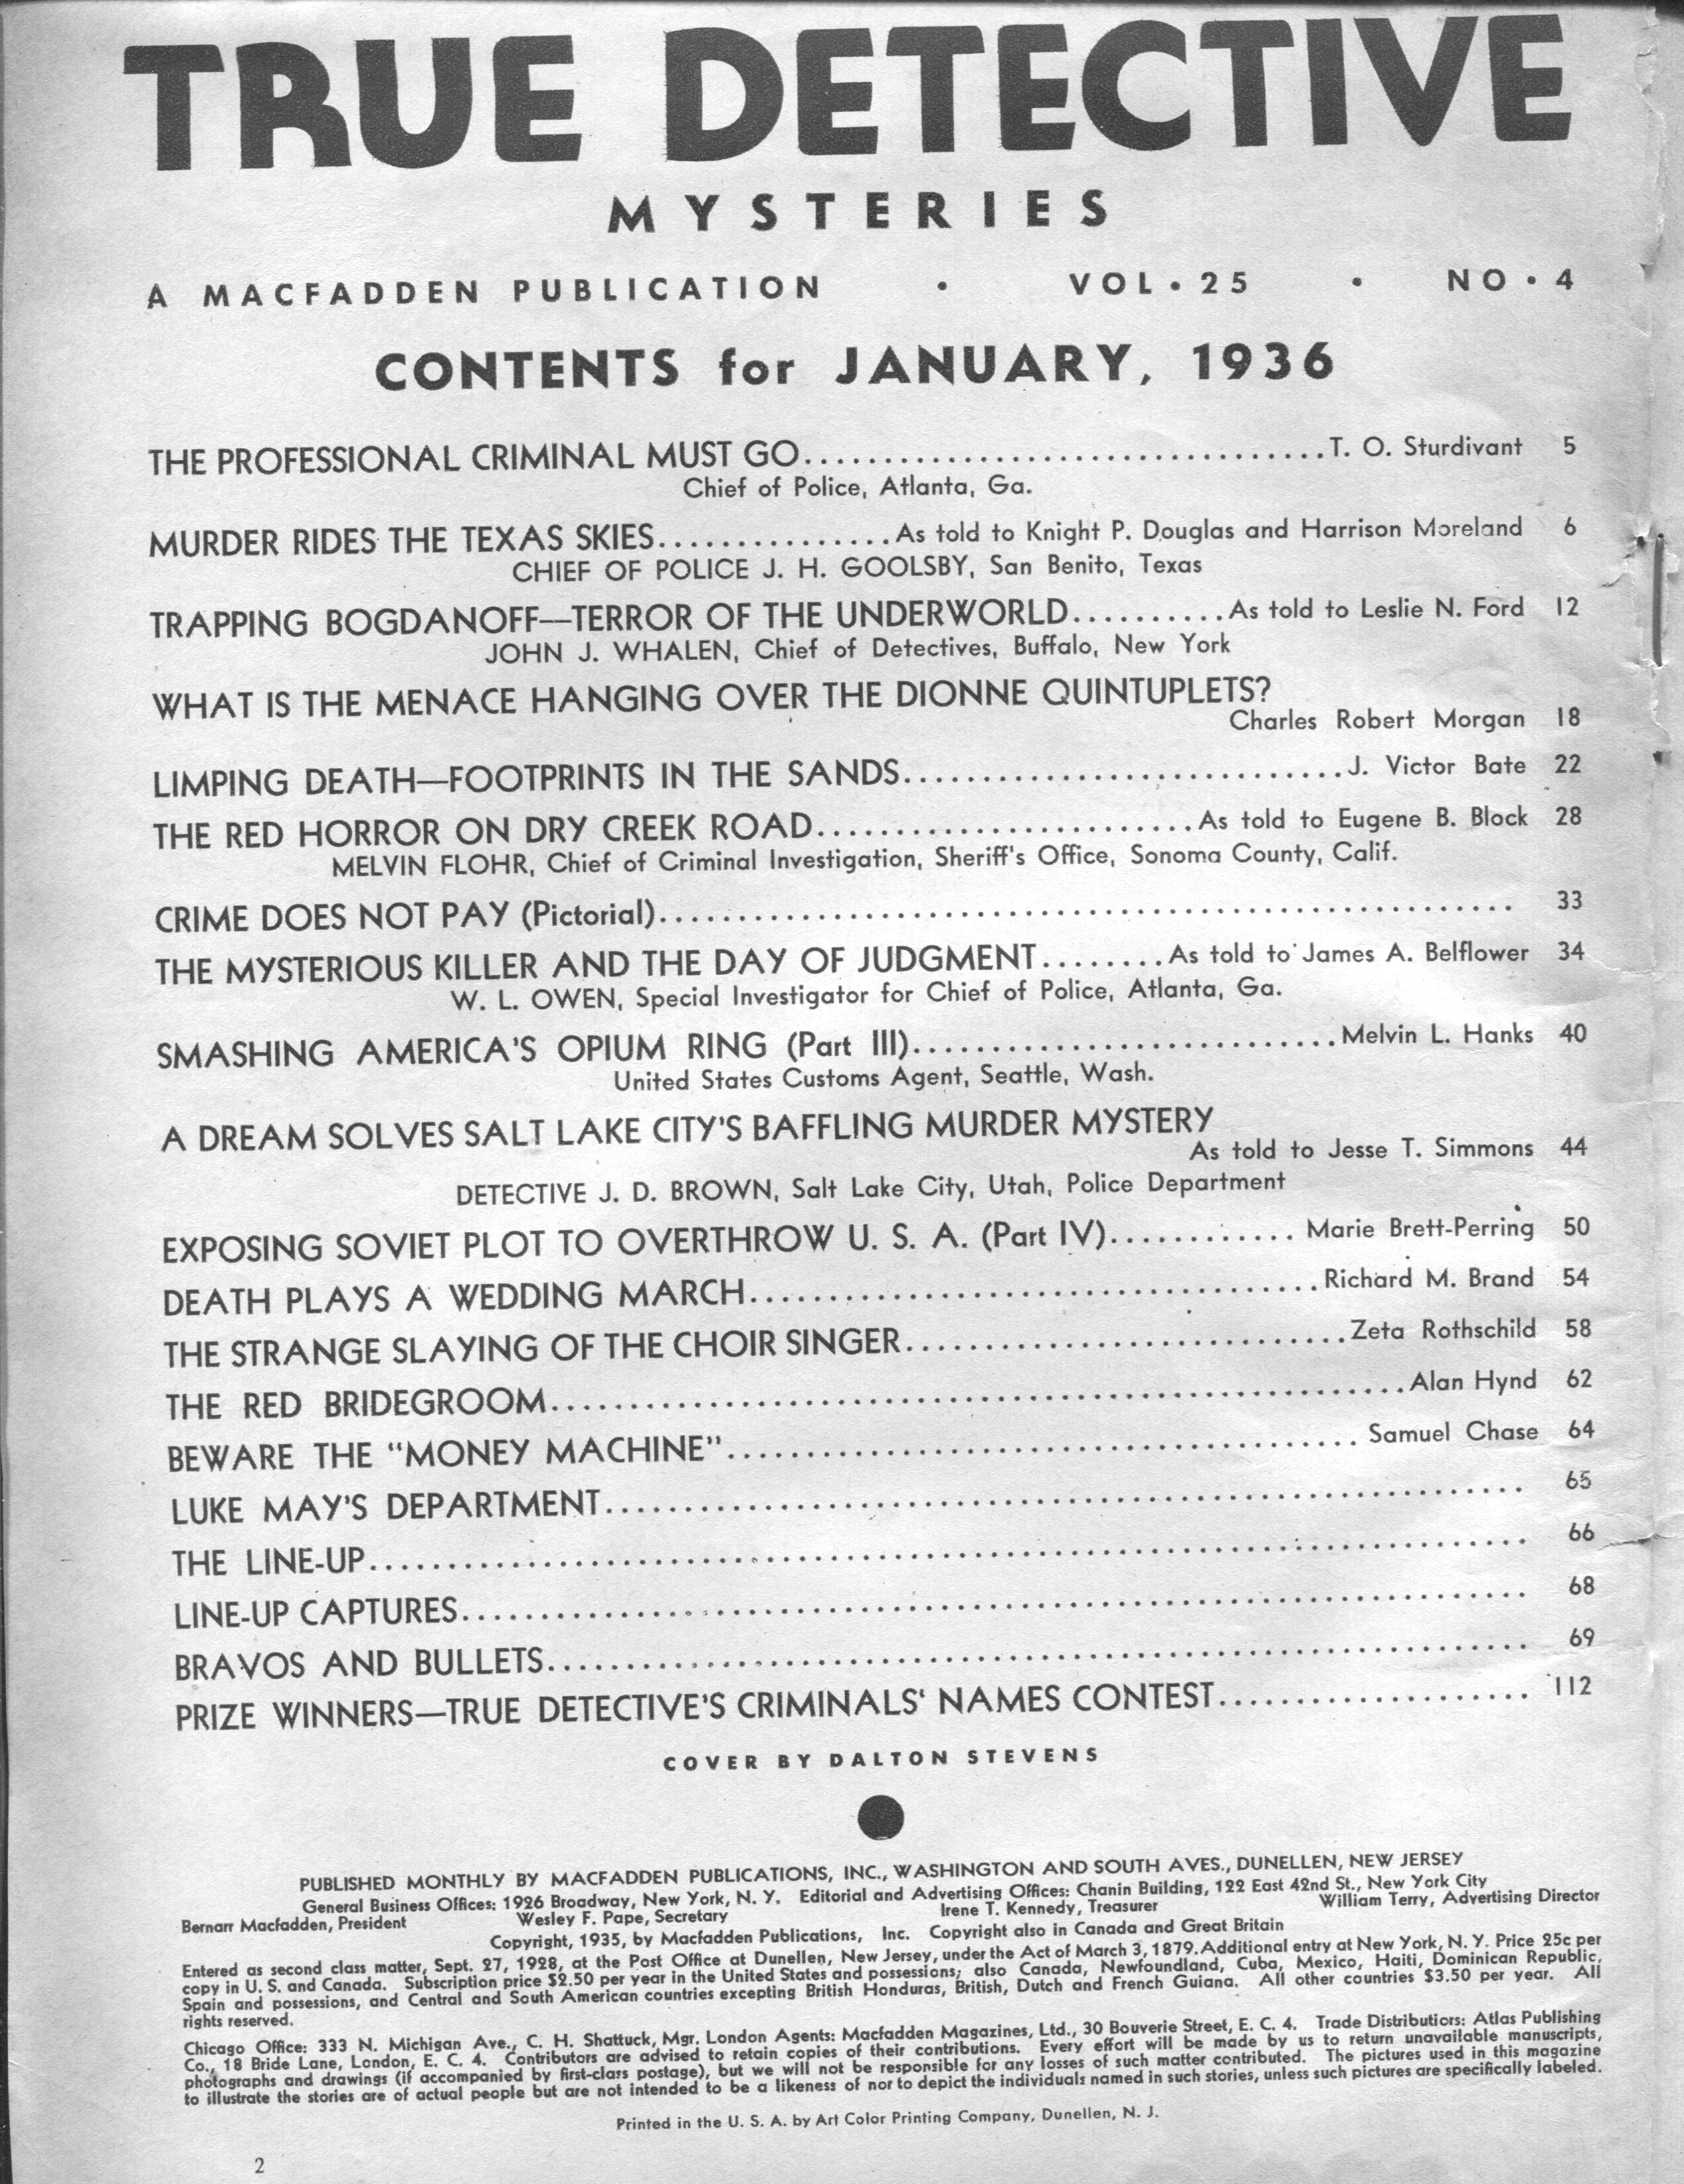 TRUE DETECTIVE
MYSTERIES
A MACFADDEN PUBLICATION • VOL • 25 • NO • 4
CONTENTS for JANUARY, 1936
THE PROFESSIONAL CRIMINAL MUST GO.................................T. O. Sturdivant 5
Chief of Police, Atlanta, Ga.
MURDER RIDES THE TEXAS SKIES...............As told to Knight P. Douglas and Harrison Moreland 6
CHIEF OF POLICE J. H. GOOLSBY, San Benito, Texas
TRAPPING BOGDANOFF—TERROR OF THE UNDERWORLD..........As told to Leslie N. Ford 12
JOHN J. WHALEN, Chief of Detectives, Buffalo, New York
WHAT IS THE MENACE HANGING OVER THE DIONNE QUINTUPLETS?
Charles Robert Morgan 18
LIMPING DEATH—FOOTPRINTS IN THE SANDS............................J. Victor Bate 22
THE RED HORROR ON DRY CREEK ROAD........................As told to Eugene B. Block 28
MELVIN FLOHR, Chief of Criminal Investigation, Sheriff's Office, Sonoma County, Calif.
CRIME DOES NOT PAY (Pictorial)...................................................... 33
THE MYSTERIOUS KILLER AND THE DAY OF JUDGMENT........As told to James A. Belflower 34
W. L. OWEN, Special Investigator for Chief of Police, Atlanta, Ga.
SMASHING AMERICA'S OPIUM RING (Part III)...........................Melvin L. Hanks 40
United States Customs Agent, Seattle, Wash.
A DREAM SOLVES SALT LAKE CITY'S BAFFLING MURDER MYSTERY
As told to Jesse T. Simmons 44
DETECTIVE J. D. BROWN, Salt Lake City, Utah, Police Department
EXPOSING SOVIET PLOT TO OVERTHROW U. S. A. (Part IV)............ Marie Brett-Perring 50
DEATH PLAYS A WEDDING MARCH....................................Richard M. Brand 54
THE STRANGE SLAYING OF THE CHOIR SINGER............................Zeta Rothschild 58
THE RED BRIDEGROOM......................................................Alan Hynd 62
BEWARE THE "MONEY MACHINE"........................................ Samuel Chase 64
LUKE MAY'S DEPARTMENT.......................................................... 65
THE LINE-UP......................................................................... 66
LINE-UP CAPTURES.................................................................... 68
BRAVOS AND BULLETS.............................................................. 69
PRIZE WINNERS—TRUE DETECTIVE'S CRIMINALS' NAMES CONTEST.................... 112
COVER BY DALTON STEVENS
PUBLISHED MONTHLY BY MACFADDEN PUBLICATIONS, INC., WASHINGTON AND SOUTH AVES., DUNELLEN, NEW JERSEY
General Business Offices: 1926 Broadway, New York, N. Y. Editorial and Advertising Offices: Chanin Building, 122 East 42nd St., New York City
Bernarr Macfadden, President Wesley F. Pape, Secretary Irene T. Kennedy, Treasurer William Terry, Advertising Director
Copyright, 1935, by Macfadden Publications, Inc. Copyright also in Canada and Great Britain
Entered as second class matter, Sept. 27, 1928, at the Post Office at Dunellen, New Jersey, under the Act of March 3, 1879. Additional entry at New York, N. Y. Price 25c per
copy in U. S. and Canada. Subscription price $2.50 per year in the United States and possessions; also Canada, Newfoundland, Cuba, Mexico, Haiti, Dominican Republic,
Spain and possessions, and Central and South American countries excepting British Honduras, British, Dutch and French Guiana. All other countries $3.50 per year. All
rights reserved.
Chicago Office: 333 N. Michigan Ave., C. H. Shattuck, Mgr. London Agents: Macfadden Magazines, Ltd., 30 Bouverie Street, E. C. 4. Trade Distributors: Atlas Publishing
Co., 18 Bride Lane, London, E. C. 4. Contributors are advised to retain copies of their contributions. Every effort will be made by us to return unavailable manuscripts,
photographs and drawings (if accompanied by first-class postage), but we will not be responsible for any losses of such matter contributed. The pictures used in this magazine
to illustrate the stories are of actual people but are not intended to be a likeness of nor to depict the individuals named in such stories, unless such pictures are specifically labeled.
Printed in the U. S. A. by Art Color Printing Company, Dunellen, N. J.
2